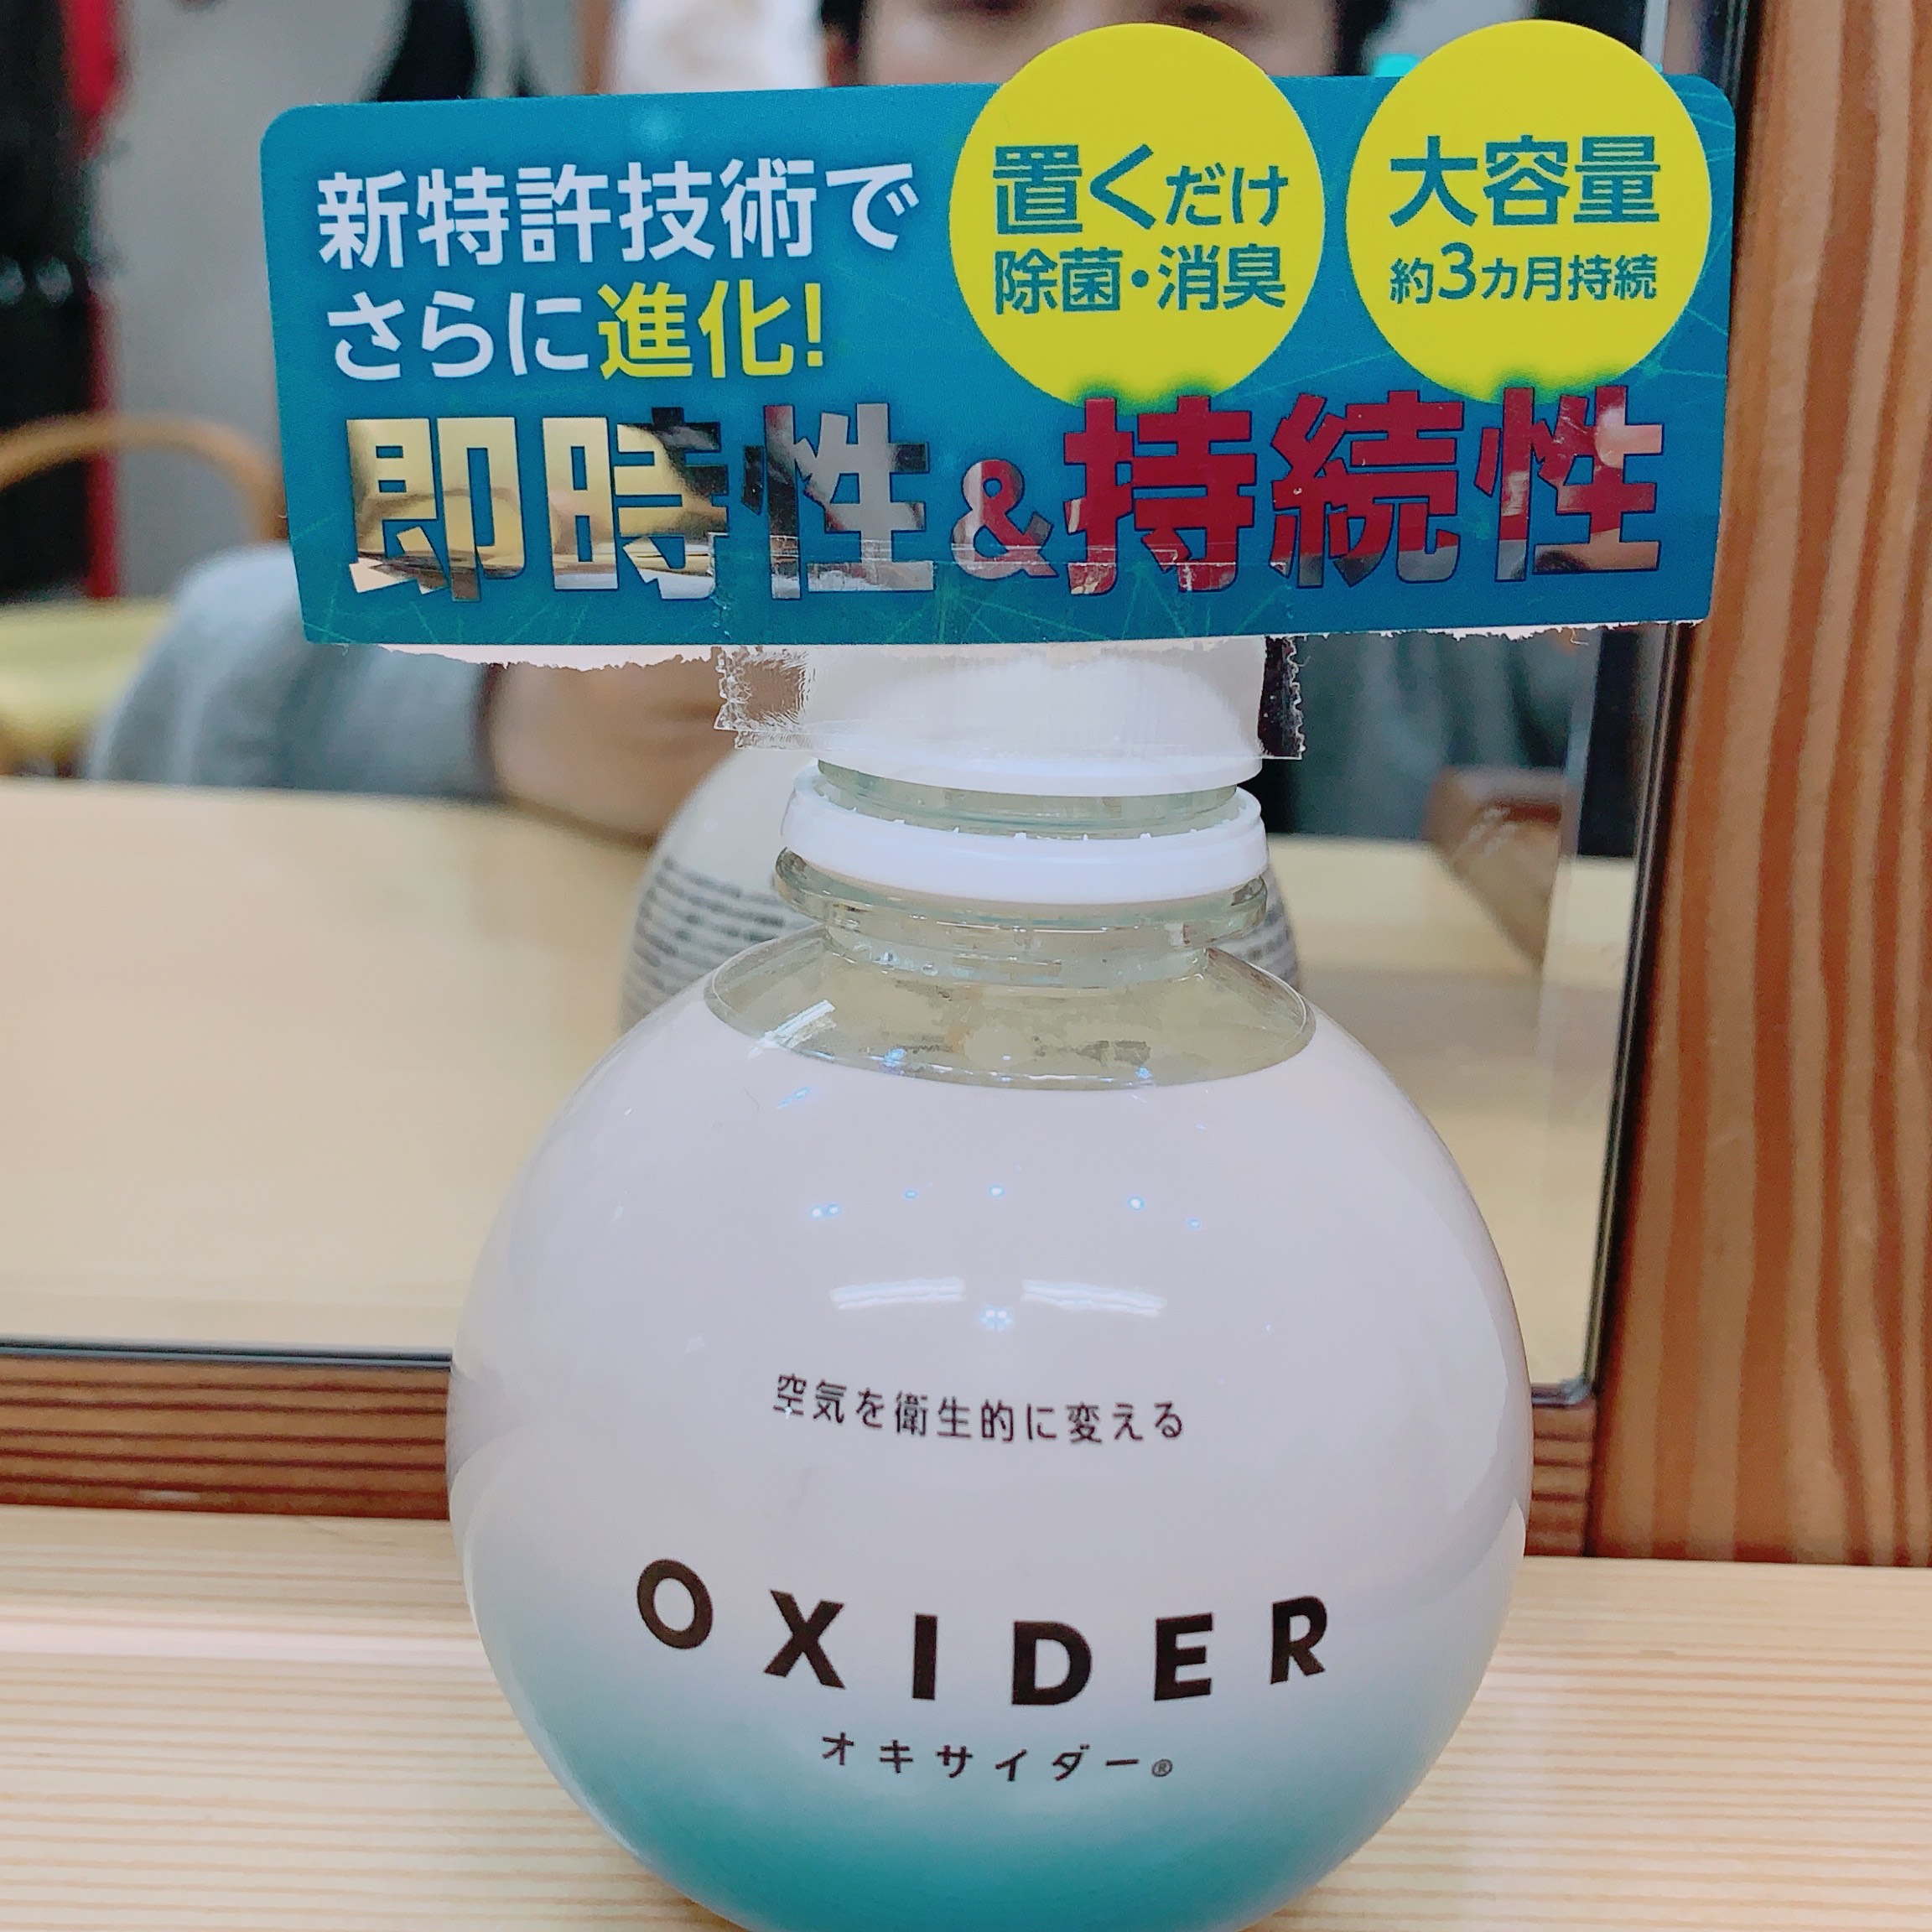 新特許技術で
さらに進化!
置くだけ
除菌・消臭
大容量
約3カ月持続
即時性&持続性
空気を衛生的に変える
OXIDER
オキサイダー®